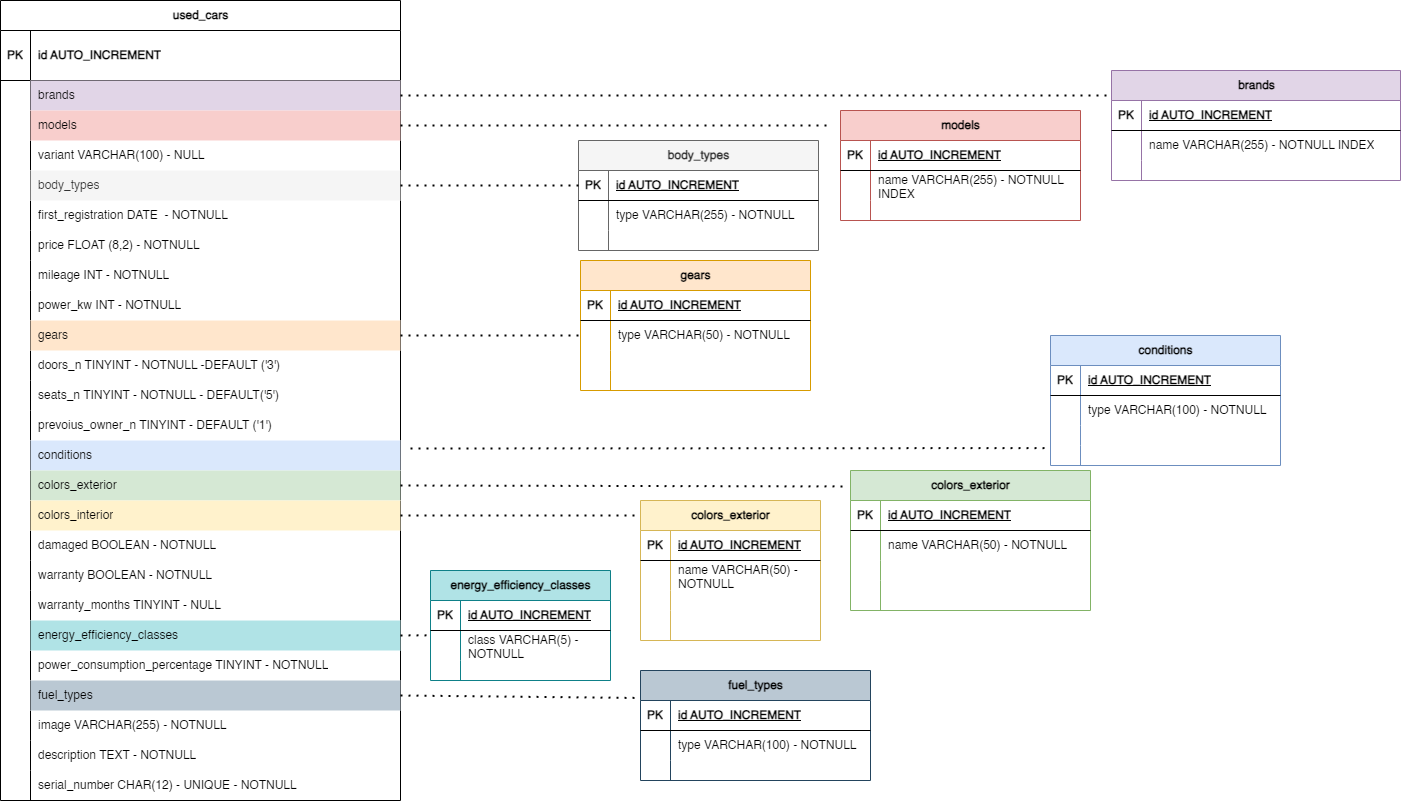 used_cars
PK
id AUTO_INCREMENT
brands
models
variant VARCHAR(100) - NULL
body_types
first_registration DATE  - NOTNULL
price FLOAT (8,2) - NOTNULL
mileage INT - NOTNULL
power_kw INT - NOTNULL
gears
doors_n TINYINT - NOTNULL -DEFAULT ('3')
seats_n TINYINT - NOTNULL - DEFAULT('5')
prevoius_owner_n TINYINT - DEFAULT ('1')
conditions
colors_exterior
colors_interior
damaged BOOLEAN - NOTNULL
warranty BOOLEAN - NOTNULL
warranty_months TINYINT - NULL
energy_efficiency_classes
power_consumption_percentage TINYINT - NOTNULL
fuel_types
image VARCHAR(255) - NOTNULL
description TEXT - NOTNULL
serial_number CHAR(12) - UNIQUE - NOTNULL
brands
PK
id AUTO_INCREMENT
name VARCHAR(255) - NOTNULL INDEX
models
PK
id AUTO_INCREMENT
name VARCHAR(255) - NOTNULL
INDEX
body_types
PK
id AUTO_INCREMENT
type VARCHAR(255) - NOTNULL
gears
PK
id AUTO_INCREMENT
type VARCHAR(50) - NOTNULL
conditions
PK
id AUTO_INCREMENT
type VARCHAR(100) - NOTNULL
colors_exterior
PK
id AUTO_INCREMENT
name VARCHAR(50) - NOTNULL
colors_exterior
PK
id AUTO_INCREMENT
name VARCHAR(50) -
NOTNULL
energy_efficiency_classes
PK
id AUTO_INCREMENT
class VARCHAR(5) -
NOTNULL
fuel_types
PK
id AUTO_INCREMENT
type VARCHAR(100) - NOTNULL